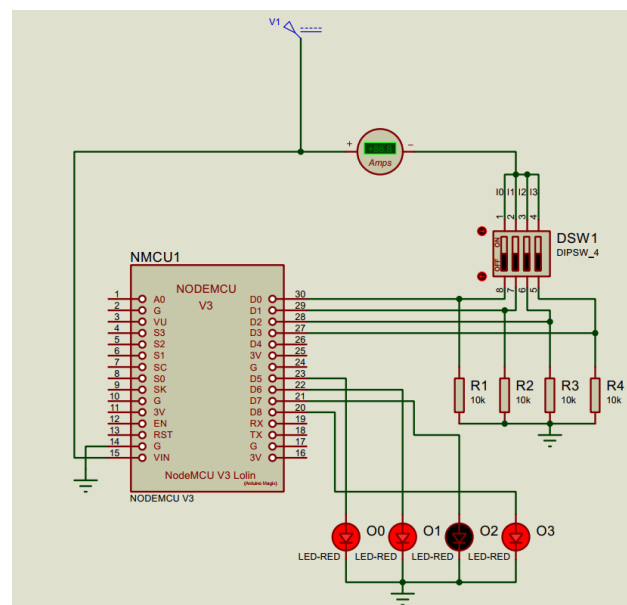 V1
+
−
Amps
I0 I1 I2 I3
1 2 3 4
ON
OFF
DSW1
DIPSW_4
8 7 6 5
NMCU1
NODEMCU
V3
1 A0 D0 30
2 G D1 29
3 VU D2 28
4 S3 D3 27
5 S2 D4 26
6 S1 3V 25
7 SC G 24
8 S0 D5 23
9 SK D6 22
10 G D7 21
11 3V D8 20
12 EN RX 19
13 RST TX 18
14 G G 17
15 VIN 3V 16
NodeMCU V3 Lolin
(Arduino Magix)
NODEMCU V3
R1 R2 R3 R4
10k 10k 10k 10k
O0 O1 O2 O3
LED-RED LED-RED LED-RED LED-RED